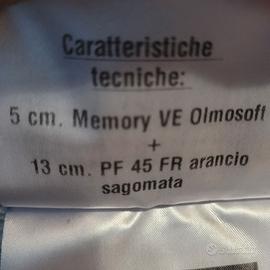 Caratteristiche
tecniche:
5 cm. Memory VE Olmosoft
+
13 cm. PF 45 FR arancio
sagomata